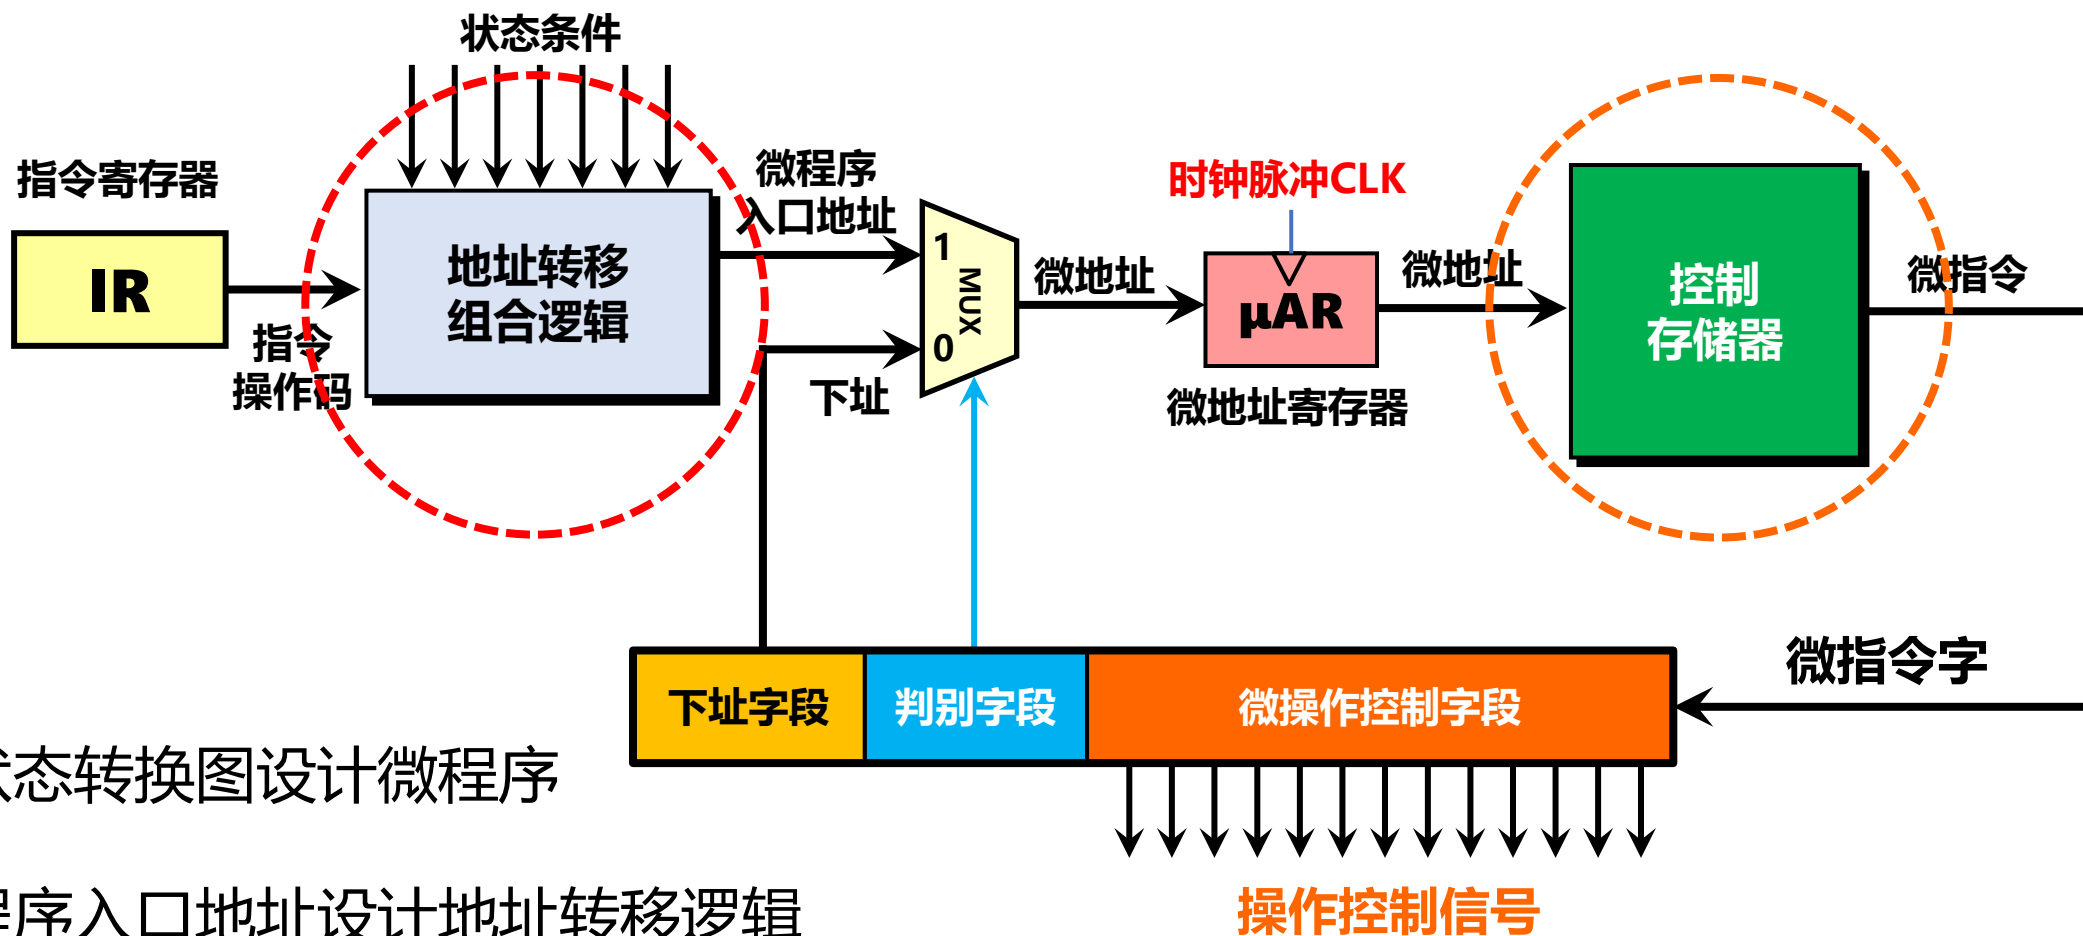 状态条件
指令寄存器
IR
指令
操作码
地址转移
组合逻辑
微程序
入口地址
下址
1
MUX
0
微地址
时钟脉冲CLK
μAR
微地址寄存器
微地址
控制
存储器
微指令
微指令字
下址字段
判别字段
微操作控制字段
操作控制信号
状态转换图设计微程序
程序入口地址设计地址转移逻辑